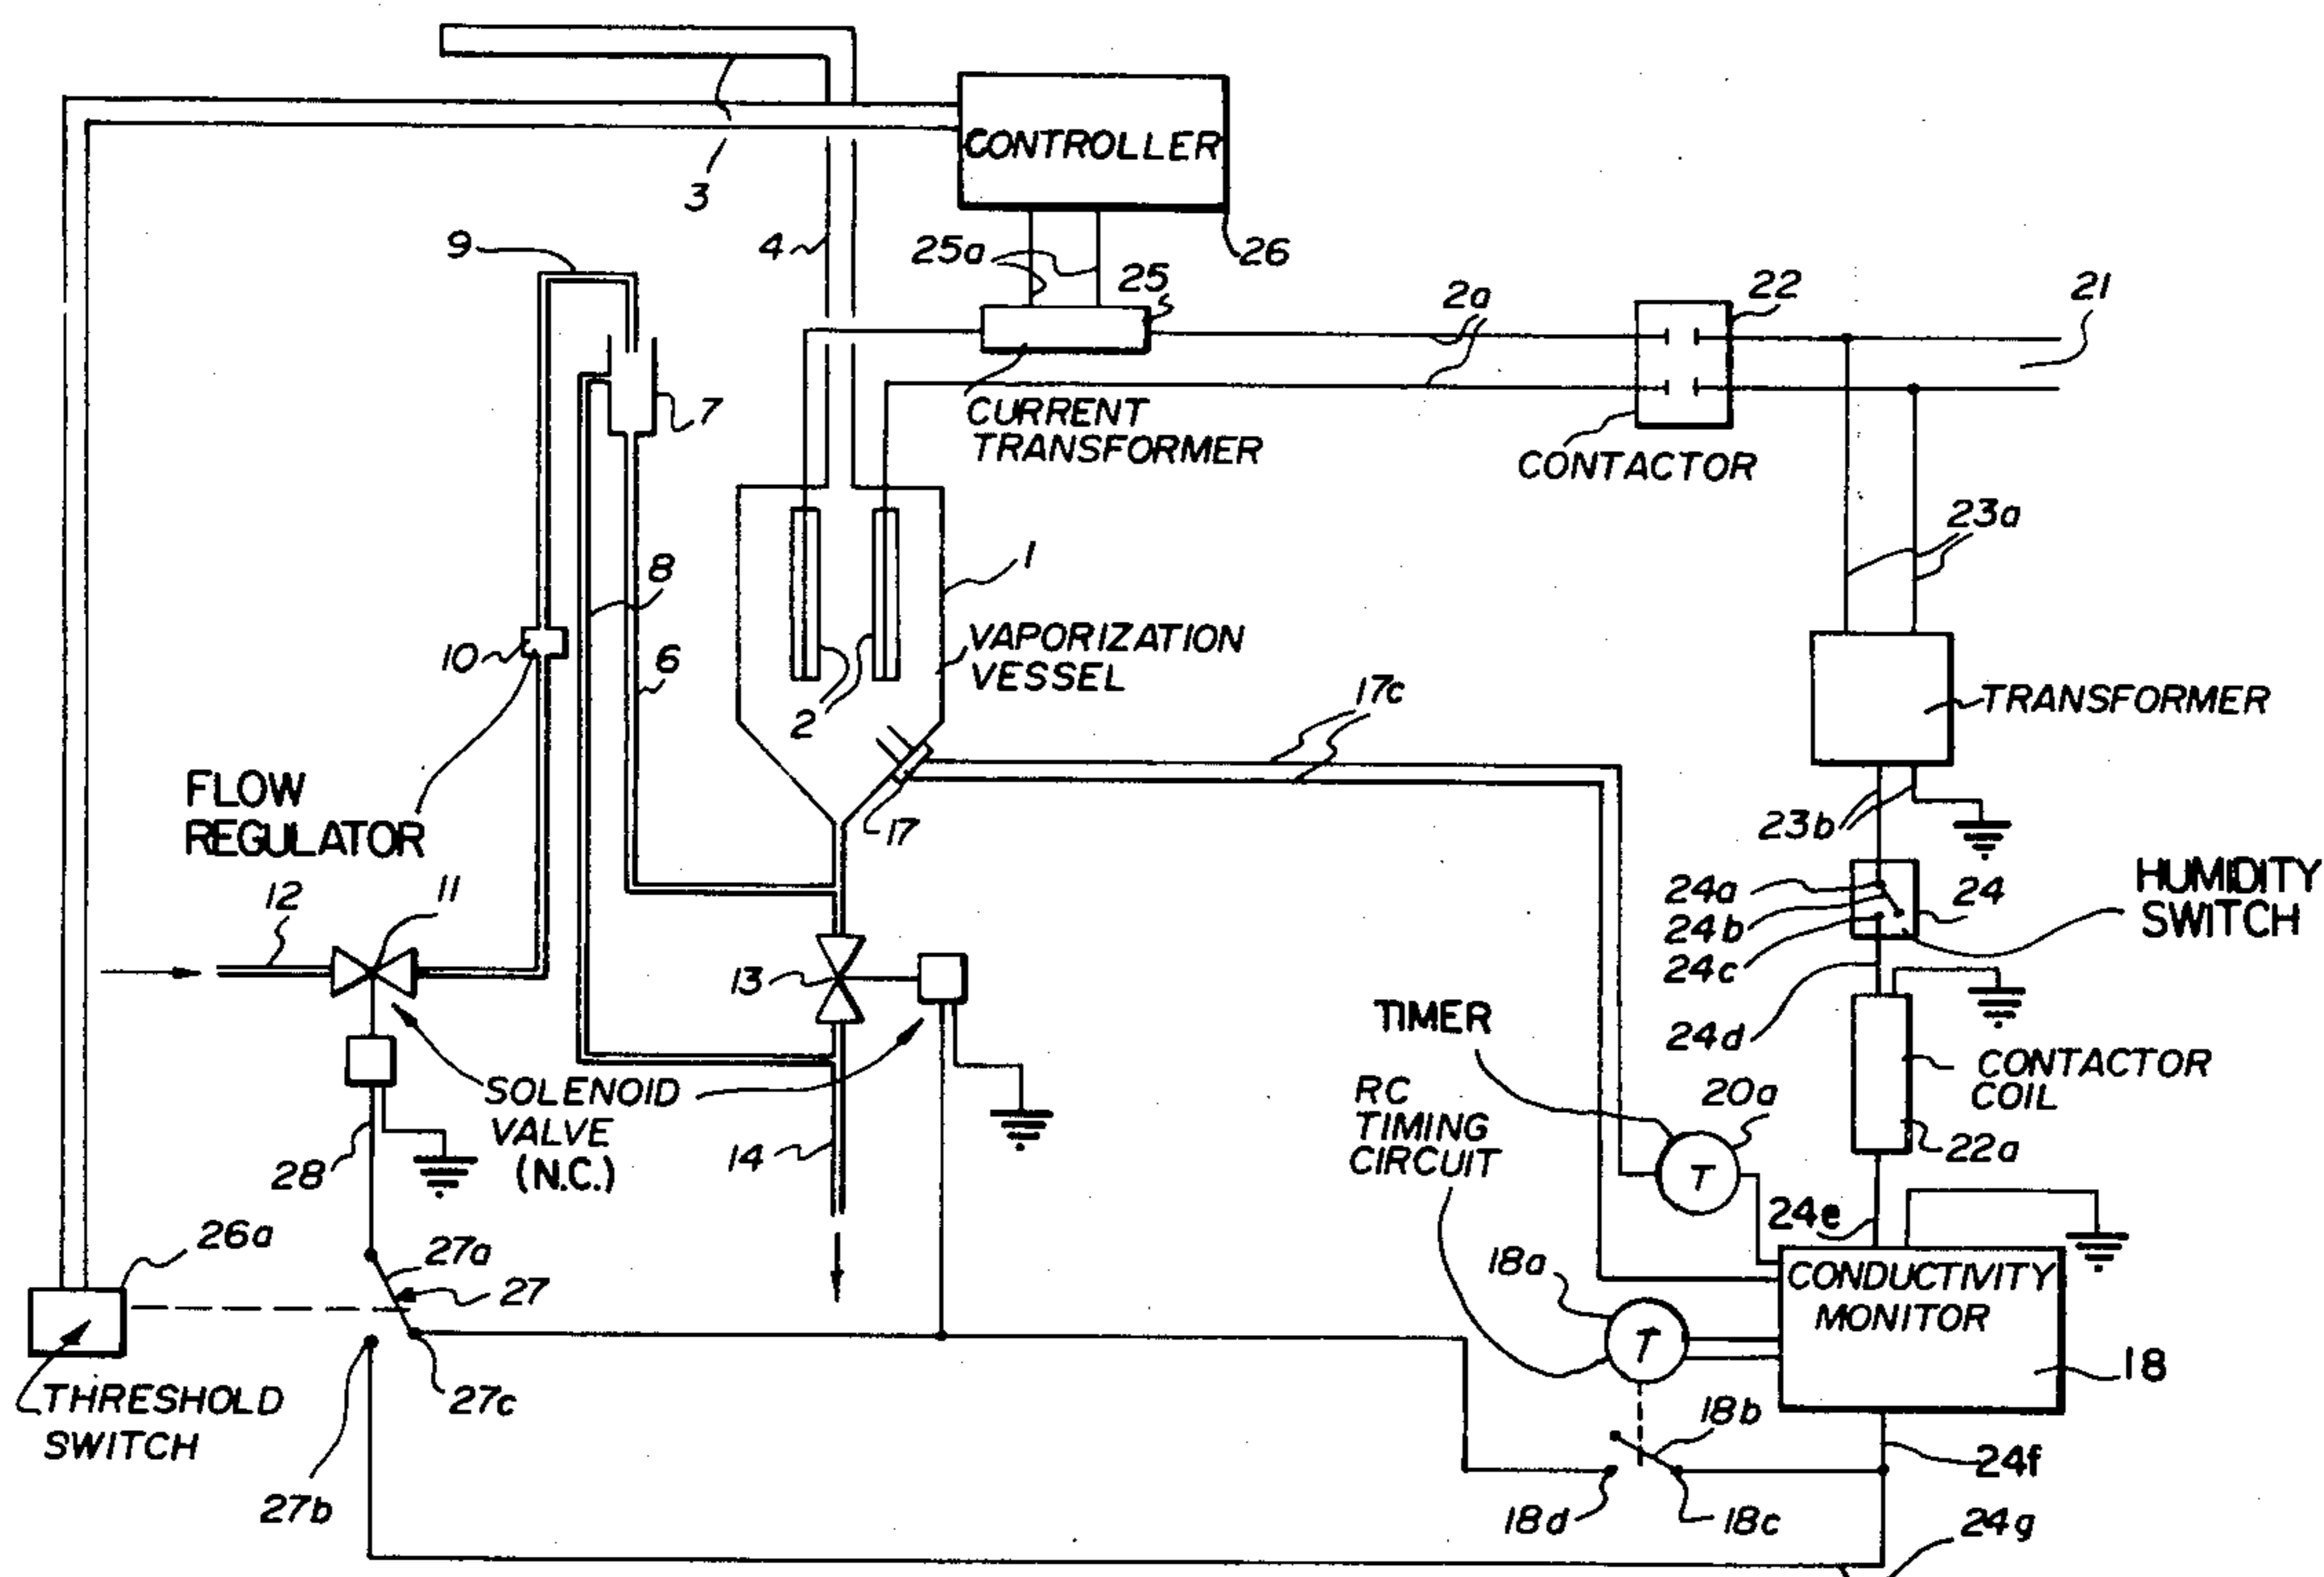 3
CONTROLLER
4
9
25a
25
26
2a
22
21
7
CURRENT
TRANSFORMER
CONTACTOR
23a
8
1
10
6
VAPORIZATION
VESSEL
2
17c
TRANSFORMER
FLOW
REGULATOR
17
23b
12
11
24a
24b
24c
24
HUMIDITY
SWITCH
13
24d
TIMER
SOLENOID
VALVE
(N.C.)
28
14
RC
TIMING
CIRCUIT
20a
T
CONTACTOR
COIL
22a
24e
26a
27a
27
18a
T
CONDUCTIVITY
MONITOR
18
THRESHOLD
SWITCH
27c
27b
18b
24f
18d
18c
24g